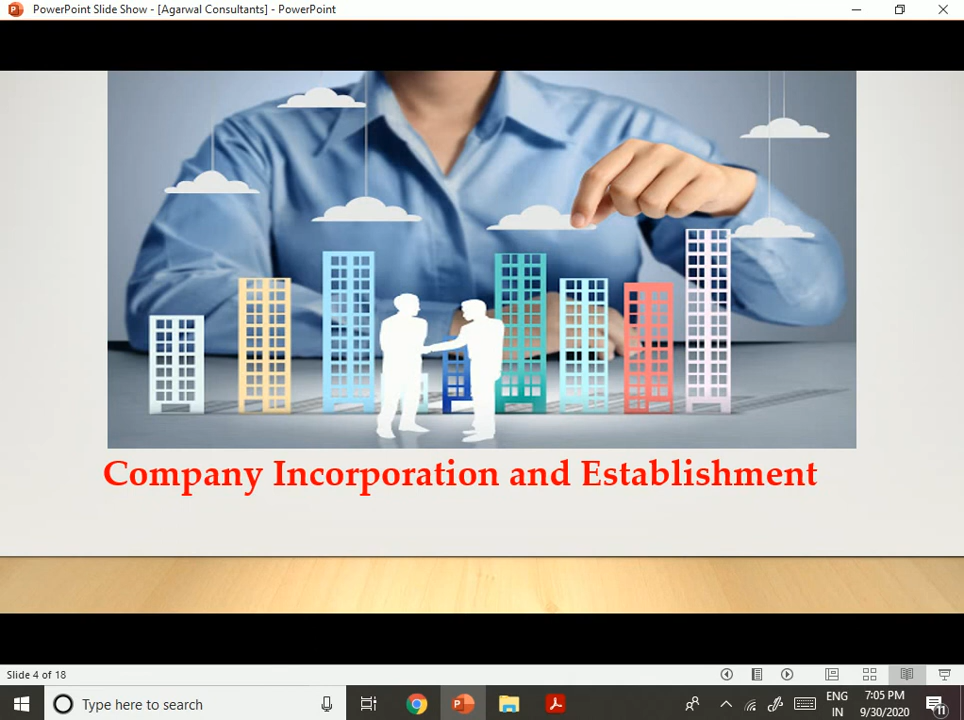 PowerPoint Slide Show - [Agarwal Consultants] - PowerPoint
Company Incorporation and Establishment
Slide 4 of 18
Type here to search
ENG
IN
7:05 PM
9/30/2020
11